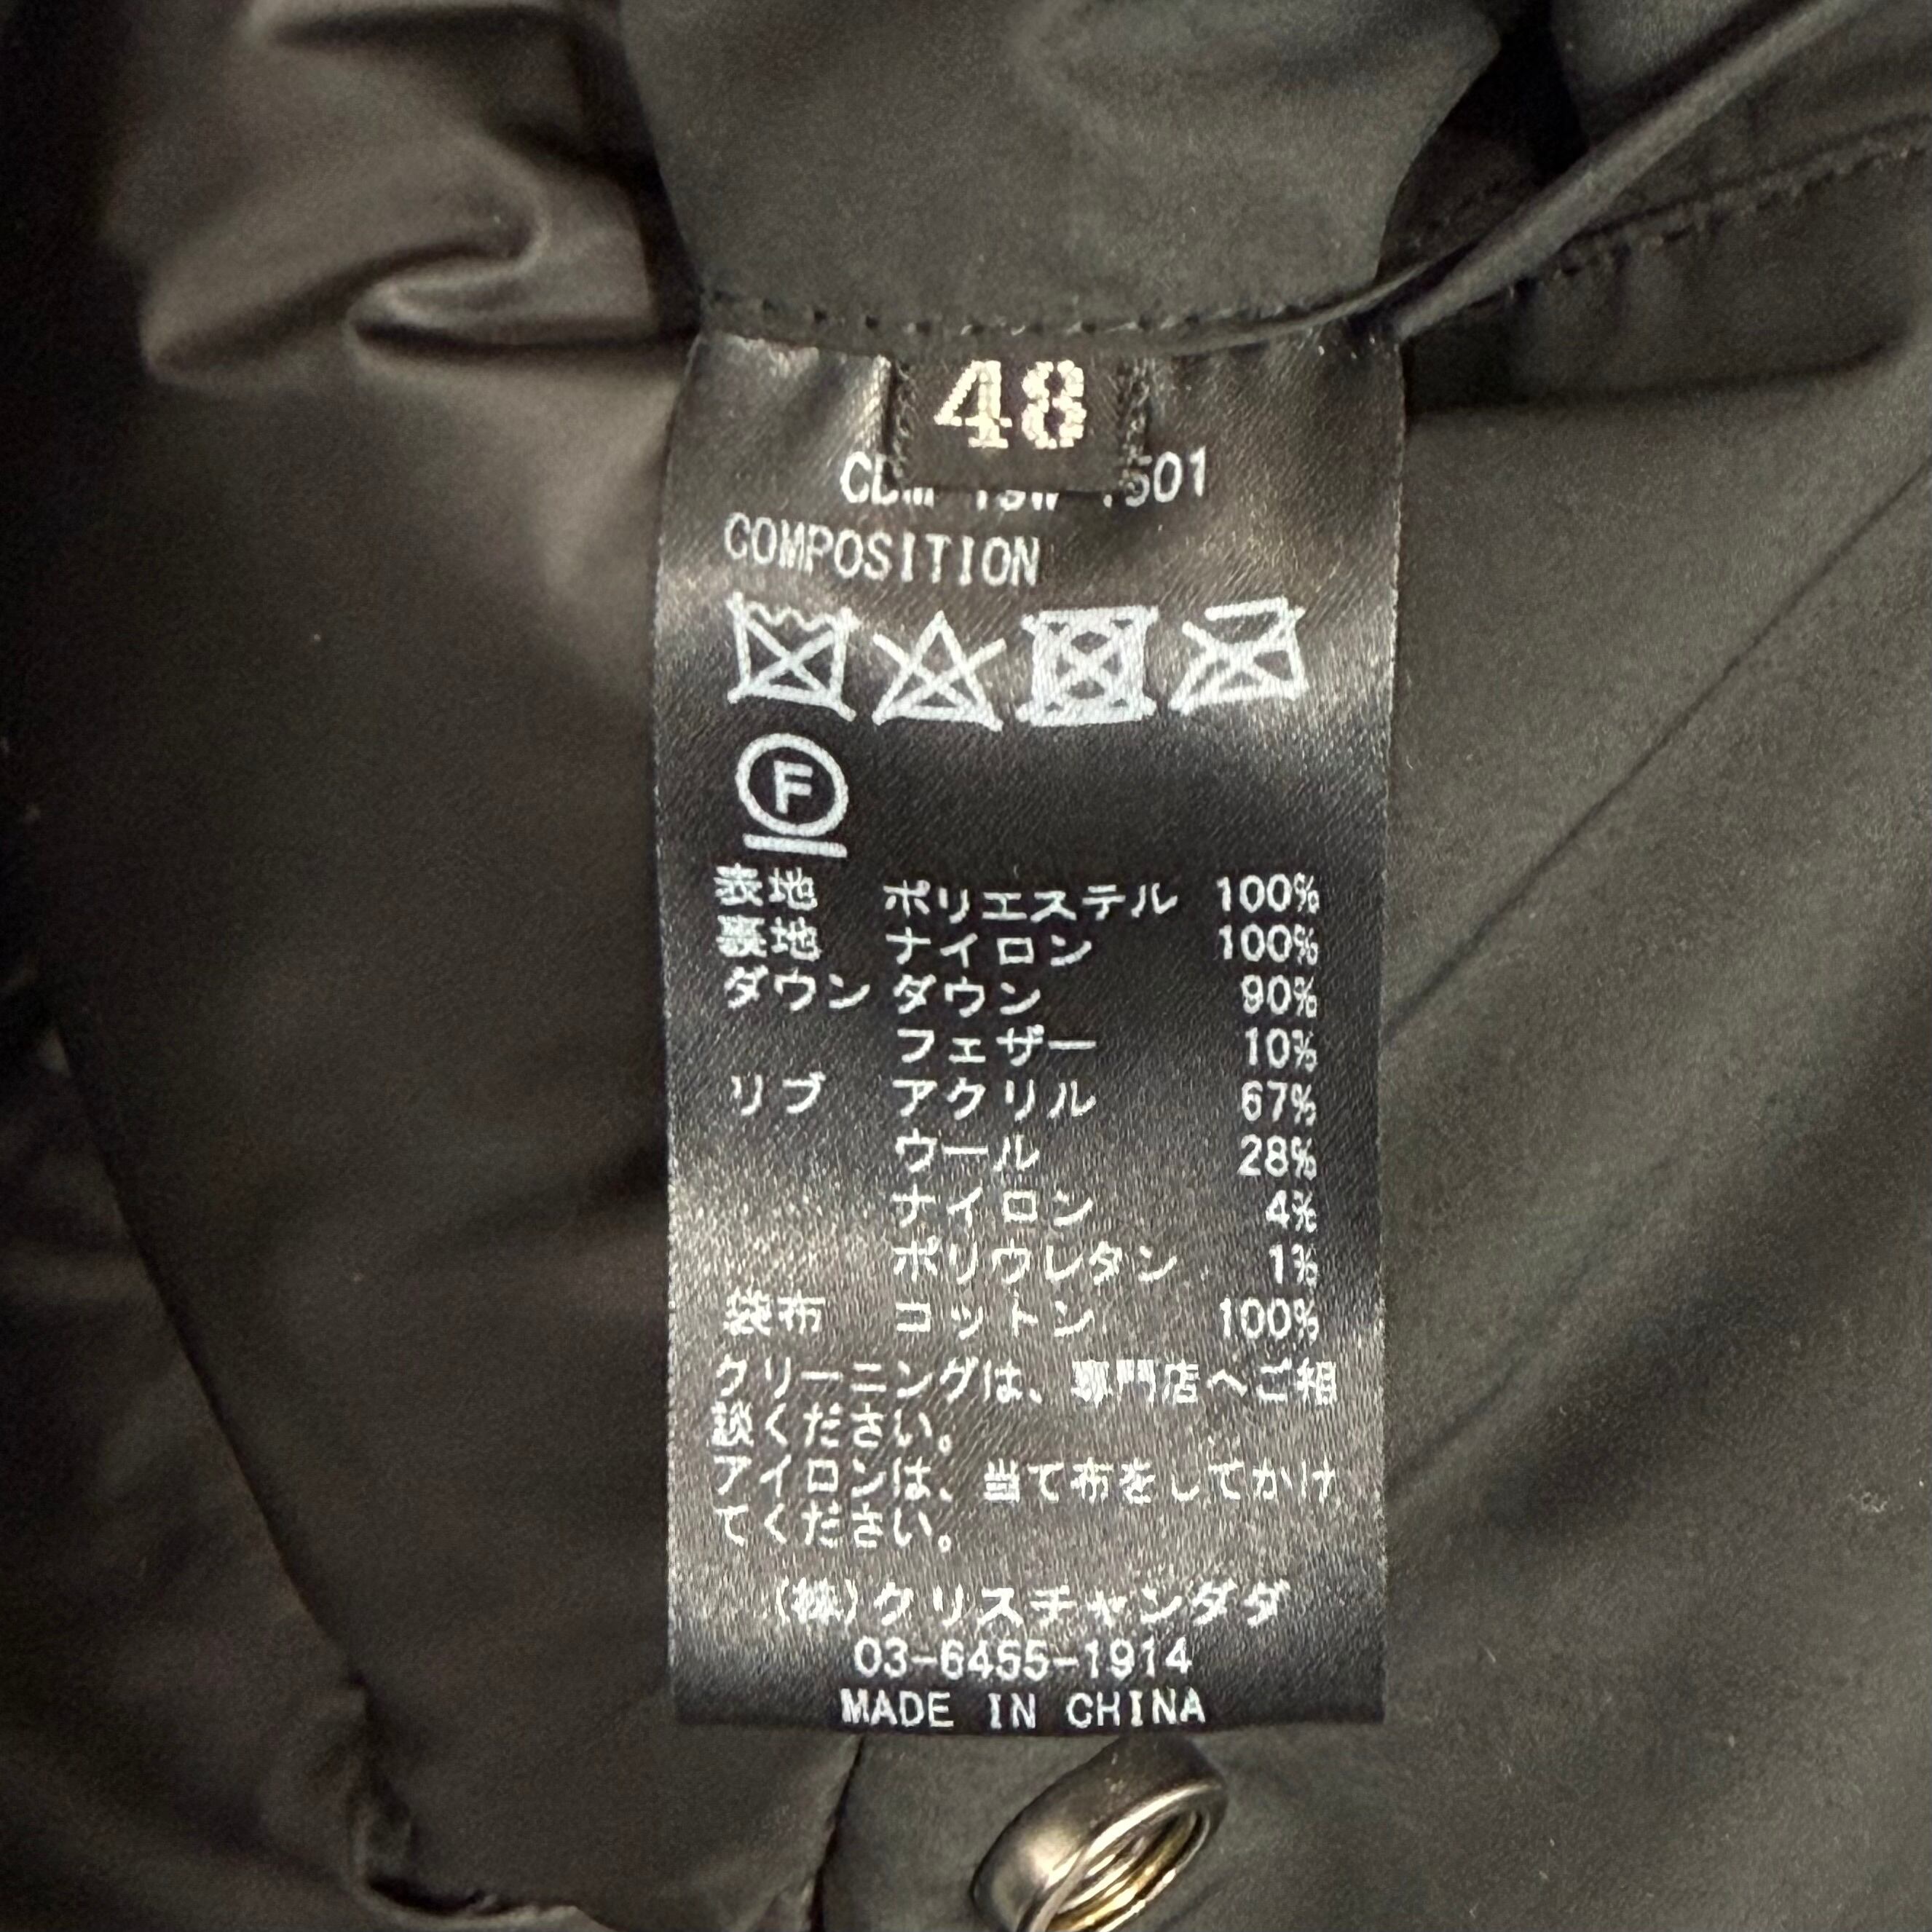 48
501
COMPOSITION
F
表地 ポリエステル 100%
裏地 ナイロン 100%
ダウン ダウン 90%
フェザー 10%
リブ アクリル 67%
ウール 28%
ナイロン 4%
ポリウレタン 1%
袋布 コットン 100%
クリーニングは、専門店へご相
談ください。
アイロンは、当て布をしてかけ
てください。
(株)クリスチャンダダ
03-6455-1914
MADE IN CHINA